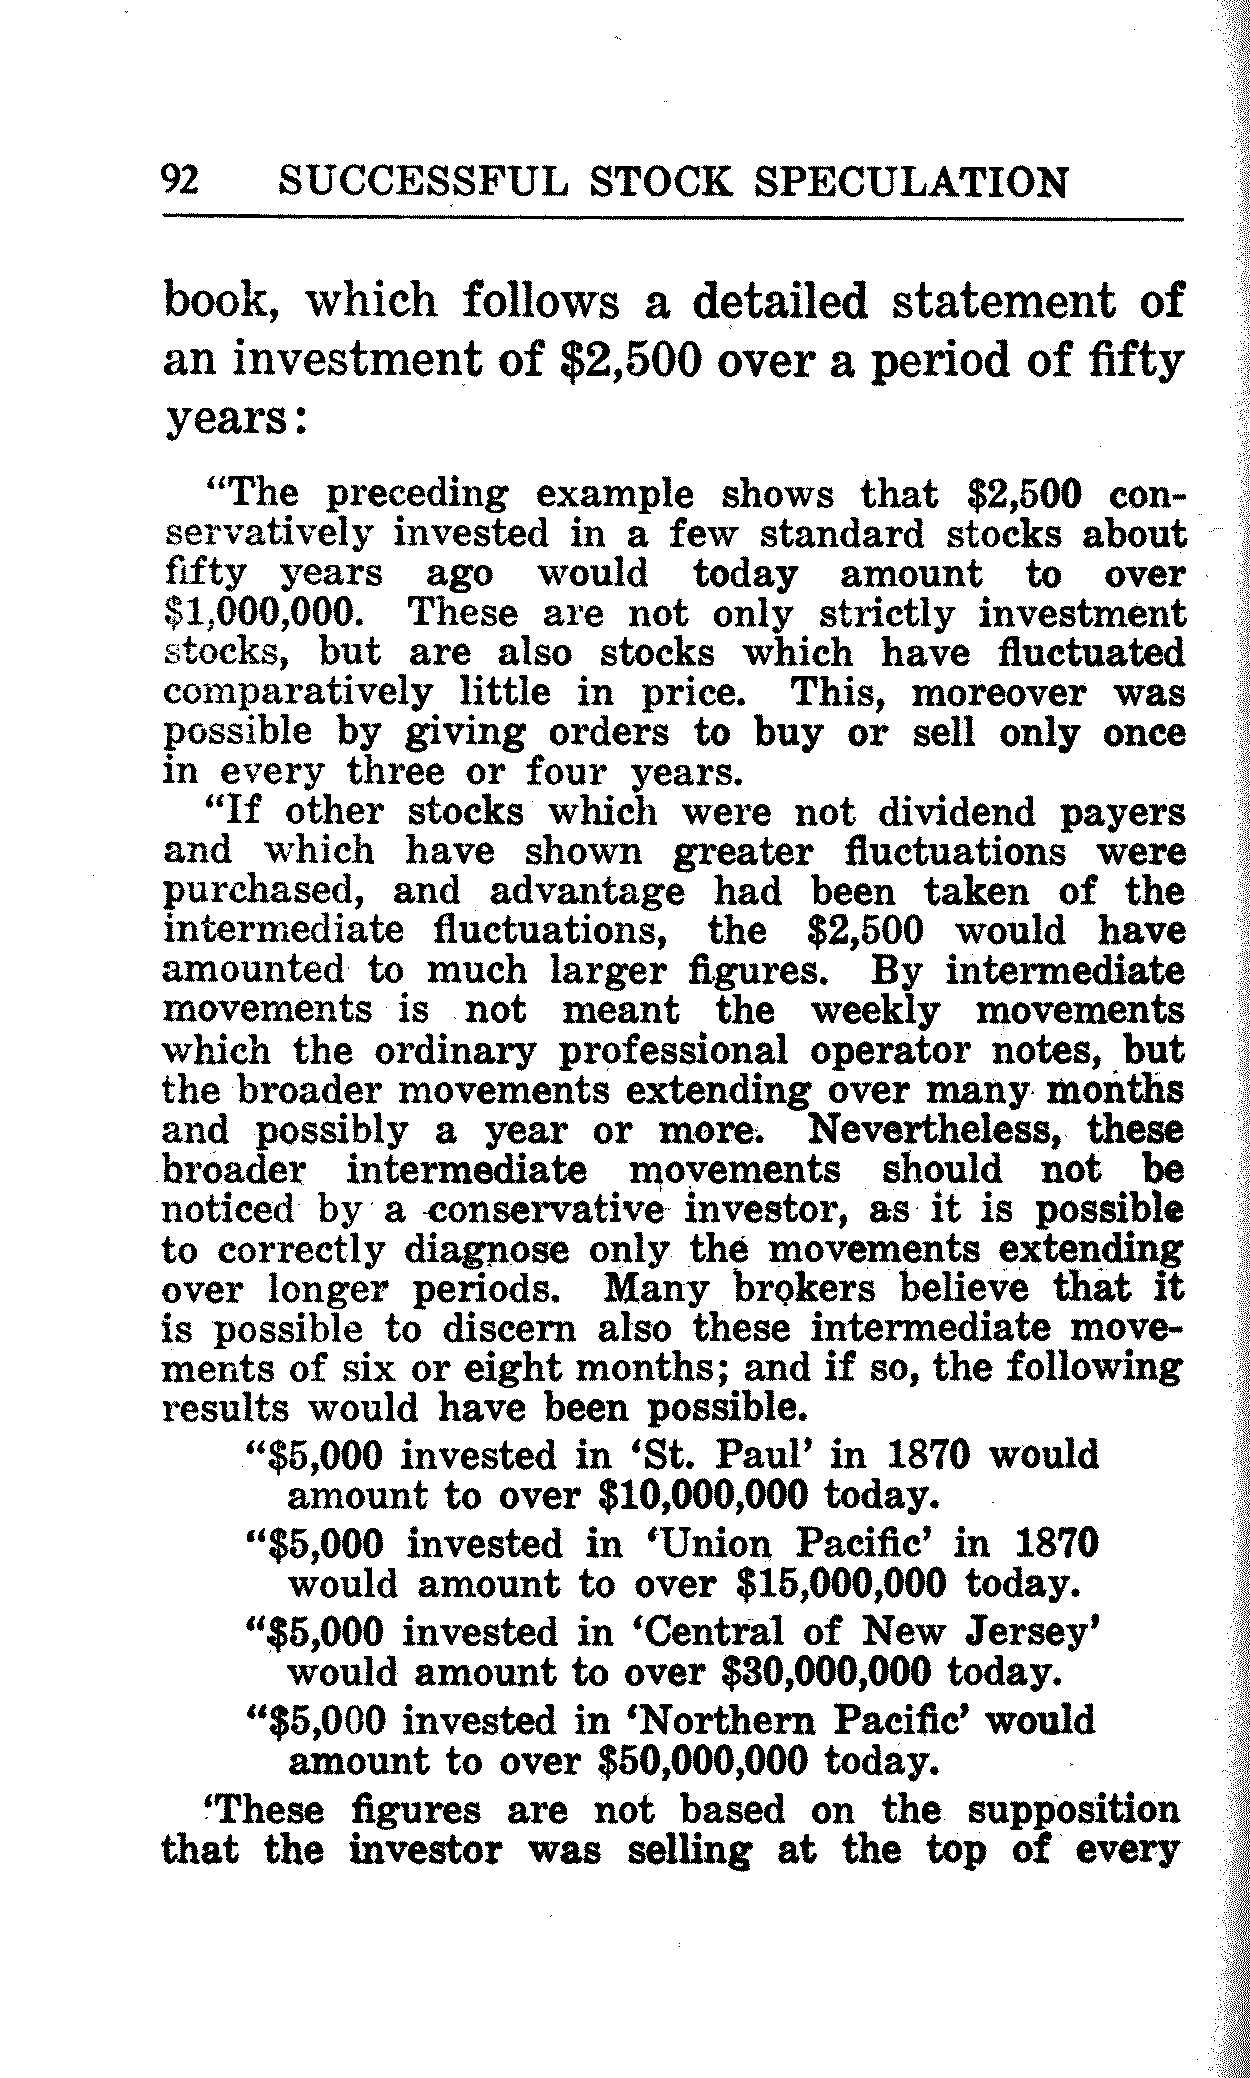 92 SUCCESSFUL STOCK SPECULATION
book, which follows a detailed statement of
an investment of $2,500 over a period of fifty
years:
“The preceding example shows that $2,500 con-
servatively invested in a few standard stocks about
fifty years ago would today amount to over
$1,000,000. These are not only strictly investment
stocks, but are also stocks which have fluctuated
comparatively little in price. This, moreover was
possible by giving orders to buy or sell only once
in every three or four years.
“If other stocks which were not dividend payers
and which have shown greater fluctuations were
purchased, and advantage had been taken of the
intermediate fluctuations, the $2,500 would have
amounted to much larger figures. By intermediate
movements is not meant the weekly movements
which the ordinary professional operator notes, but
the broader movements extending over many months
and possibly a year or more. Nevertheless, these
broader intermediate movements should not be
noticed by a conservative investor, as it is possible
to correctly diagnose only the movements extending
over longer periods. Many brokers believe that it
is possible to discern also these intermediate move-
ments of six or eight months; and if so, the following
results would have been possible.
“$5,000 invested in ‘St. Paul’ in 1870 would
amount to over $10,000,000 today.
“$5,000 invested in ‘Union Pacific’ in 1870
would amount to over $15,000,000 today.
“$5,000 invested in ‘Central of New Jersey’
would amount to over $30,000,000 today.
“$5,000 invested in ‘Northern Pacific’ would
amount to over $50,000,000 today.
‘These figures are not based on the supposition
that the investor was selling at the top of every